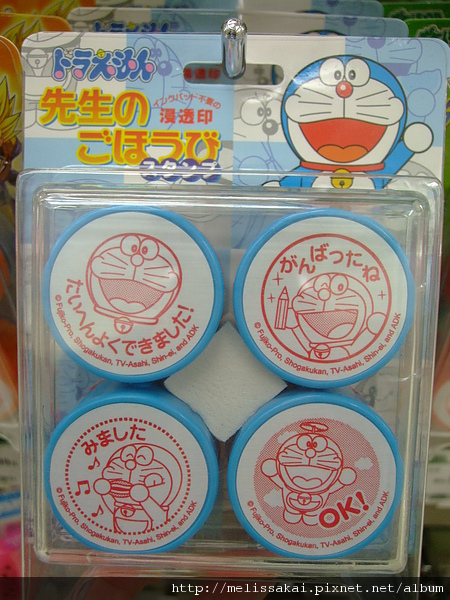 ドラえもん
先生の
ごほうび
スタンプ
インクパッド不要の
浸透印
たいへんよくできました!
© Fujiko-Pro, Shogakukan, TV-Asahi, Shin-ei, and ADK
がんばったね
© Fujiko-Pro, Shogakukan, TV-Asahi, Shin-ei, and ADK
みました
© Fujiko-Pro, Shogakukan, TV-Asahi, Shin-ei, and ADK
OK!
© Fujiko-Pro, Shogakukan, TV-Asahi, Shin-ei, and ADK
http://melissakai.pixnet.net/album